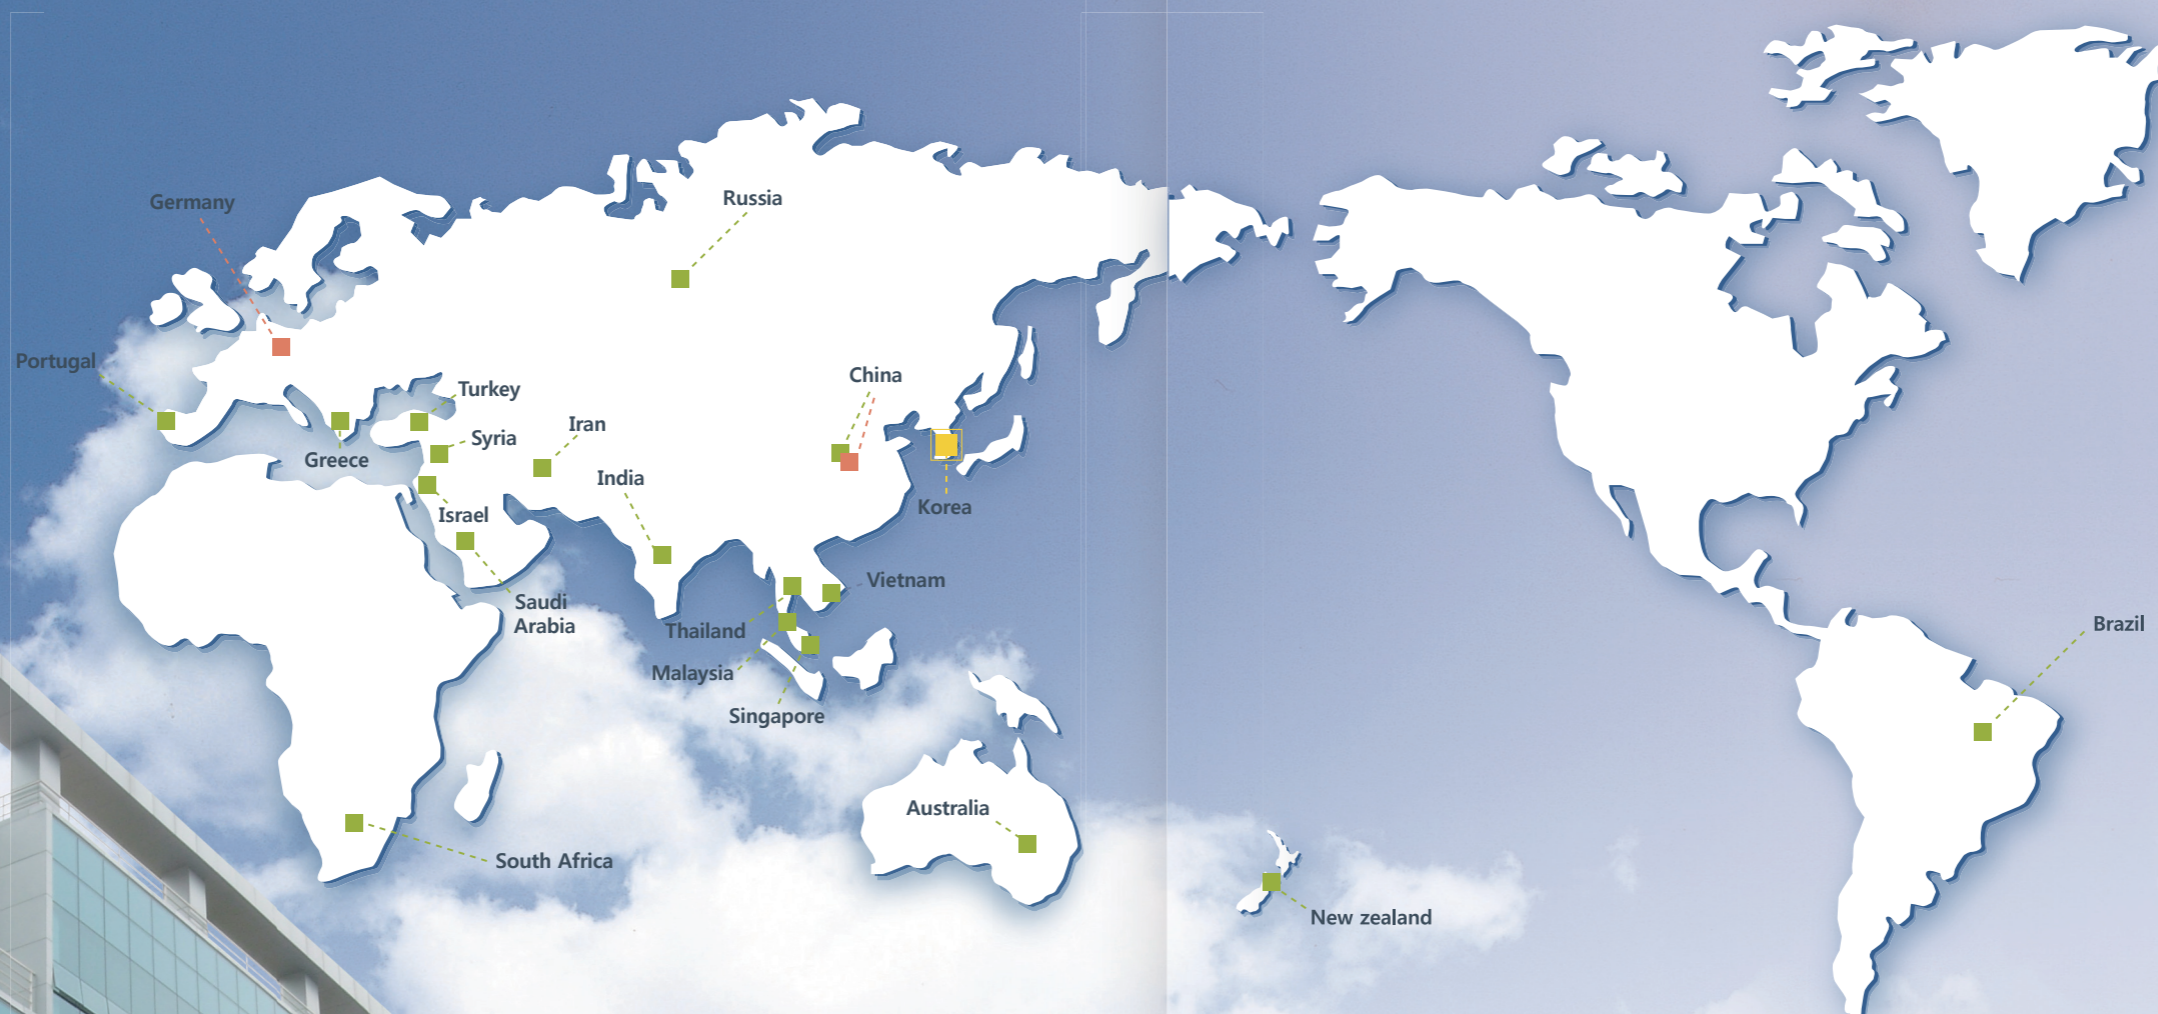 Germany
Russia
Portugal
China
Turkey
Iran
Syria
Greece
India
Israel
Korea
Vietnam
Saudi
Arabia
Thailand
Brazil
Malaysia
Singapore
Australia
South Africa
New zealand